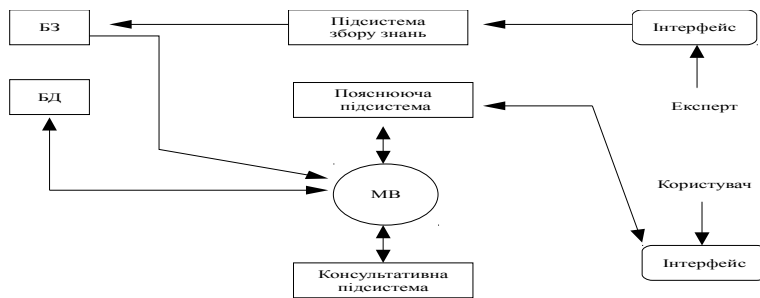 БЗ
Підсистема
збору знань
Інтерфейс
БД
Пояснююча
підсистема
Експерт
МВ
Користувач
Консультативна
підсистема
Інтерфейс